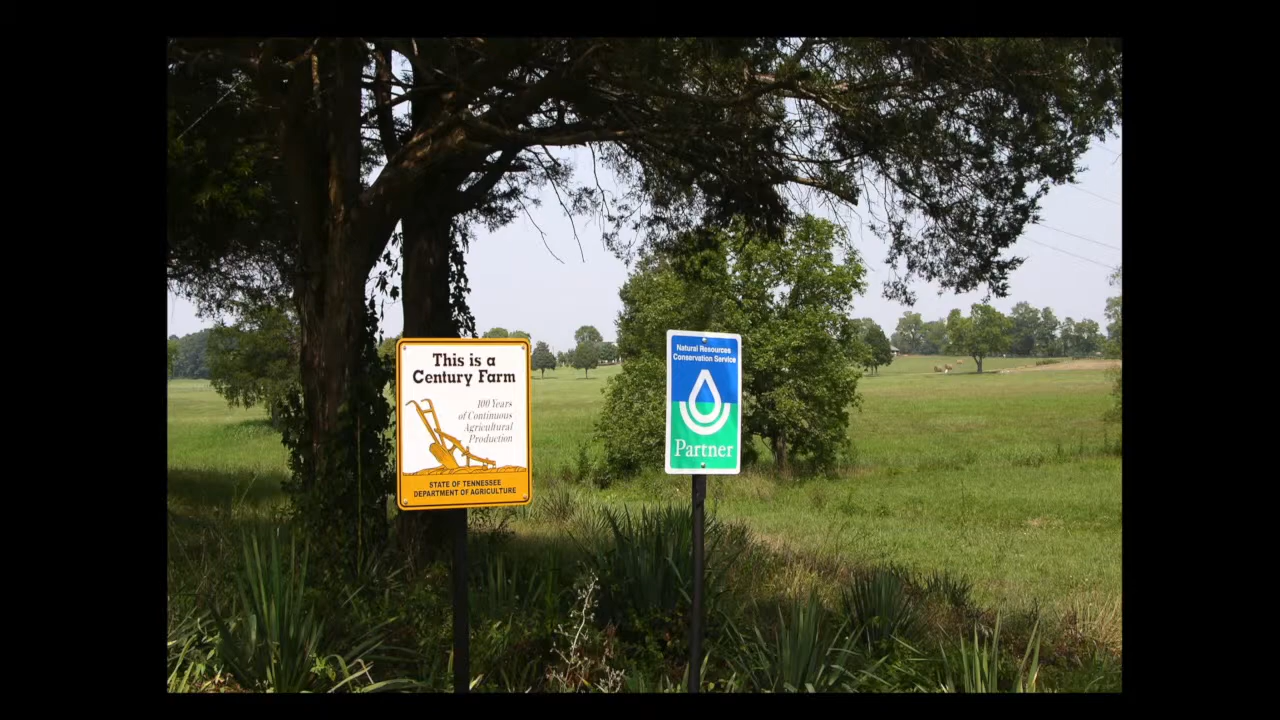 This is a
Century Farm
100 Years
of Continuous
Agricultural
Production
STATE OF TENNESSEE
DEPARTMENT OF AGRICULTURE
Natural Resources
Conservation Service
Partner